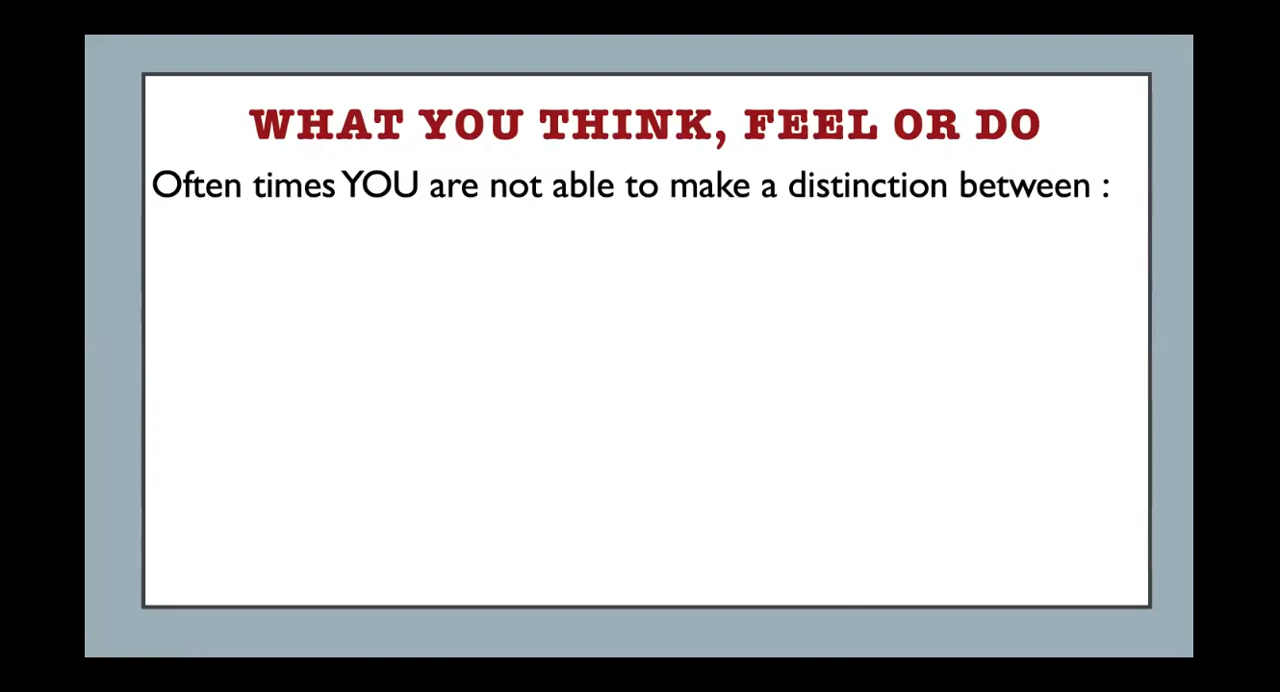 WHAT YOU THINK, FEEL OR DO
Often times YOU are not able to make a distinction between :